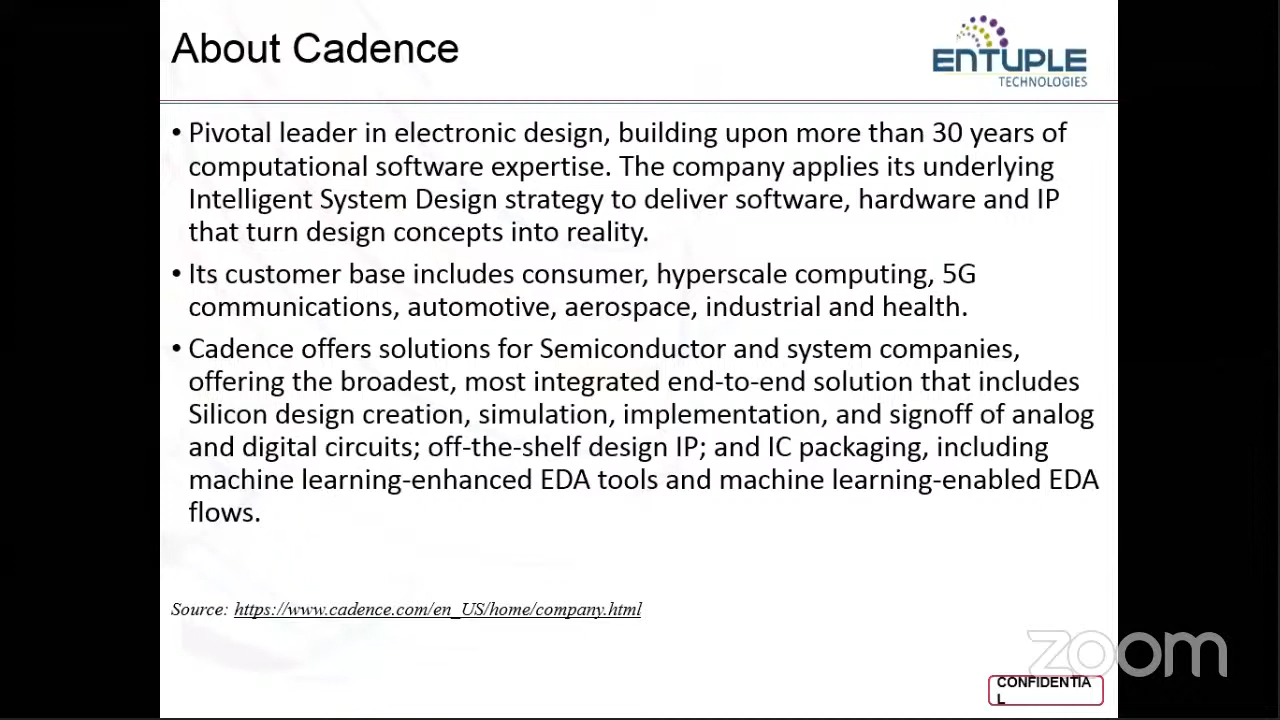 About Cadence
ENTUPLE
TECHNOLOGIES
• Pivotal leader in electronic design, building upon more than 30 years of
computational software expertise. The company applies its underlying
Intelligent System Design strategy to deliver software, hardware and IP
that turn design concepts into reality.
• Its customer base includes consumer, hyperscale computing, 5G
communications, automotive, aerospace, industrial and health.
• Cadence offers solutions for Semiconductor and system companies,
offering the broadest, most integrated end-to-end solution that includes
Silicon design creation, simulation, implementation, and signoff of analog
and digital circuits; off-the-shelf design IP; and IC packaging, including
machine learning-enhanced EDA tools and machine learning-enabled EDA
flows.
Source: https://www.cadence.com/en_US/home/company.html
zoom
CONFIDENTIA
L